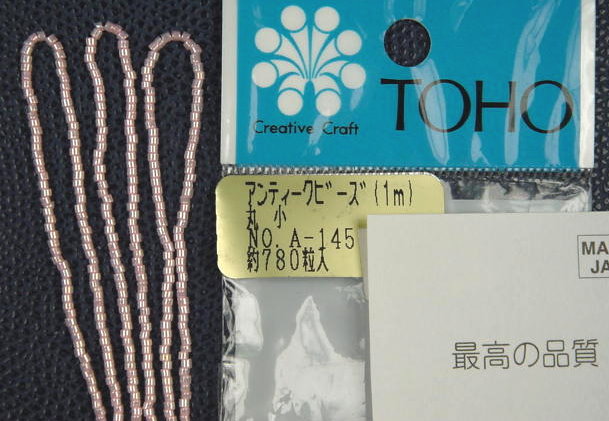 Creative Craft
TOHO
アンティークビーズ(1m)
丸 小
NO. A-145
約780粒入
MA
JA
最高の品質